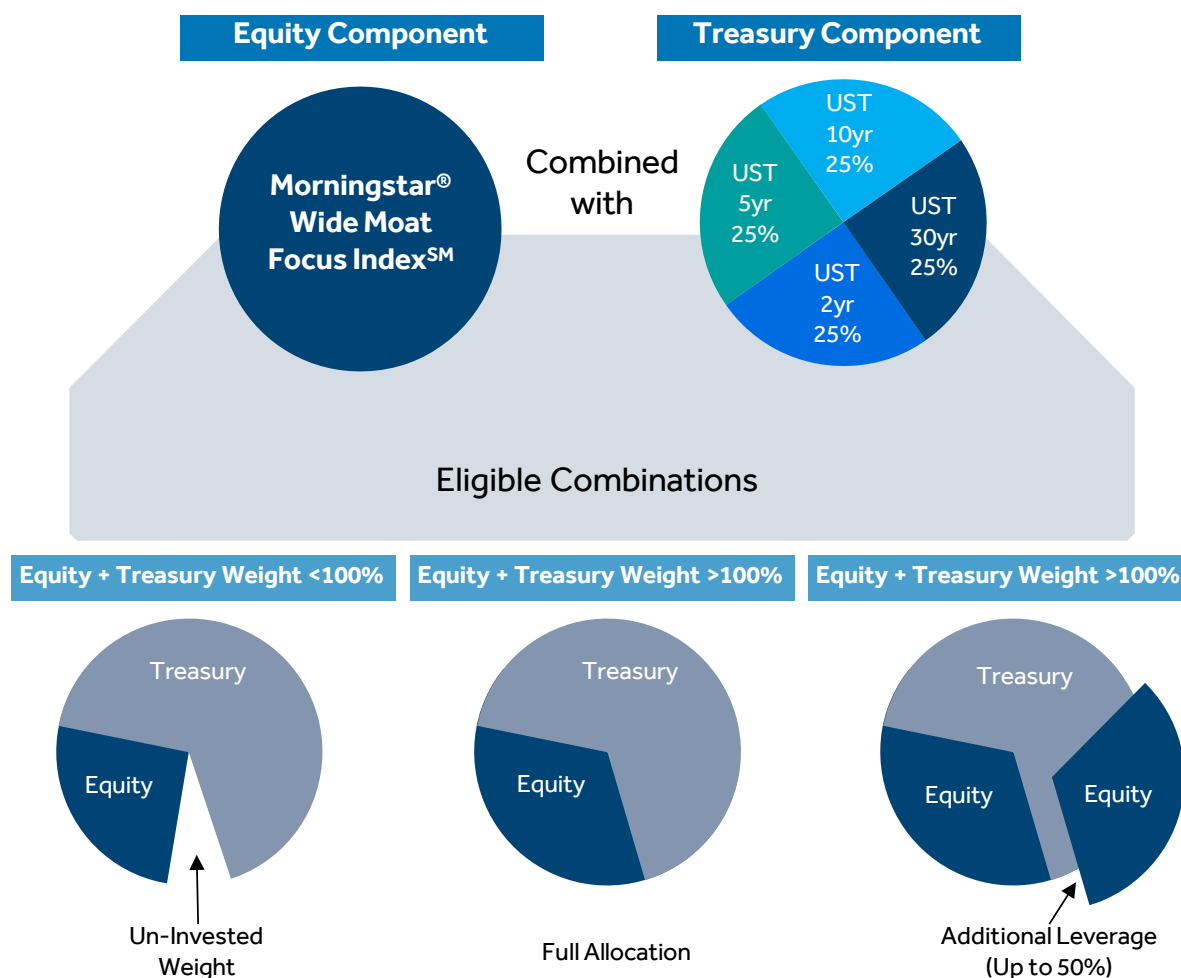 Equity Component
Treasury Component
Morningstar®
Wide Moat
Focus Index℠
Combined
with
UST
10yr
25%
UST
5yr
25%
UST
30yr
25%
UST
2yr
25%
Eligible Combinations
Equity + Treasury Weight <100%
Equity + Treasury Weight >100%
Equity + Treasury Weight >100%
Treasury
Equity
Un-Invested
Weight
Treasury
Equity
Full Allocation
Treasury
Equity
Equity
Additional Leverage
(Up to 50%)